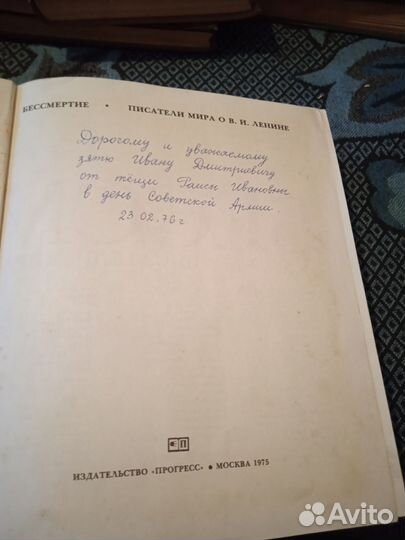 БЕССМЕРТИЕ • ПИСАТЕЛИ МИРА О В. И. ЛЕНИНЕ
Дорогому и уважаемому
зятю Ивану Дмитриевичу
от тёщи Раисы Ивановны
в день Советской Армии.
23.02.76 г
ИЗДАТЕЛЬСТВО «ПРОГРЕСС» • МОСКВА 1975
Avito